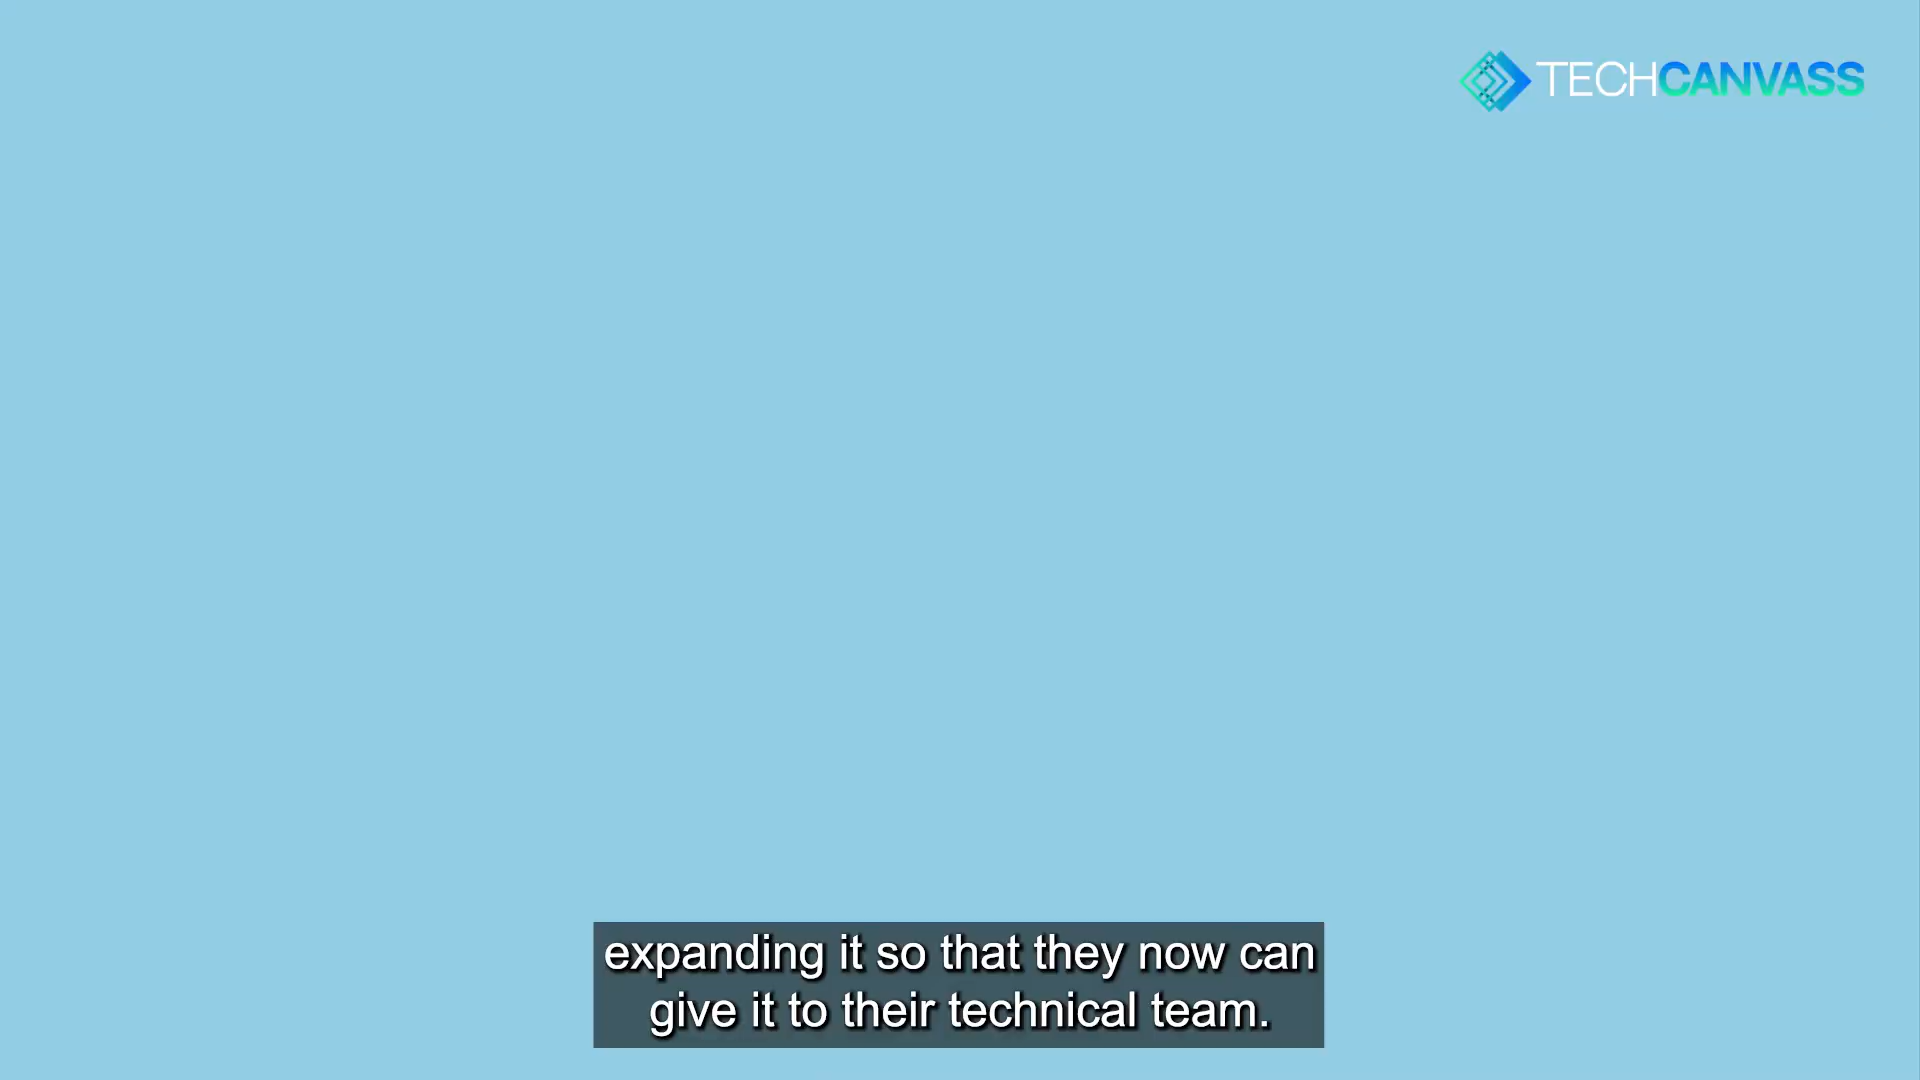 TECHCANVASS
expanding it so that they now can
give it to their technical team.